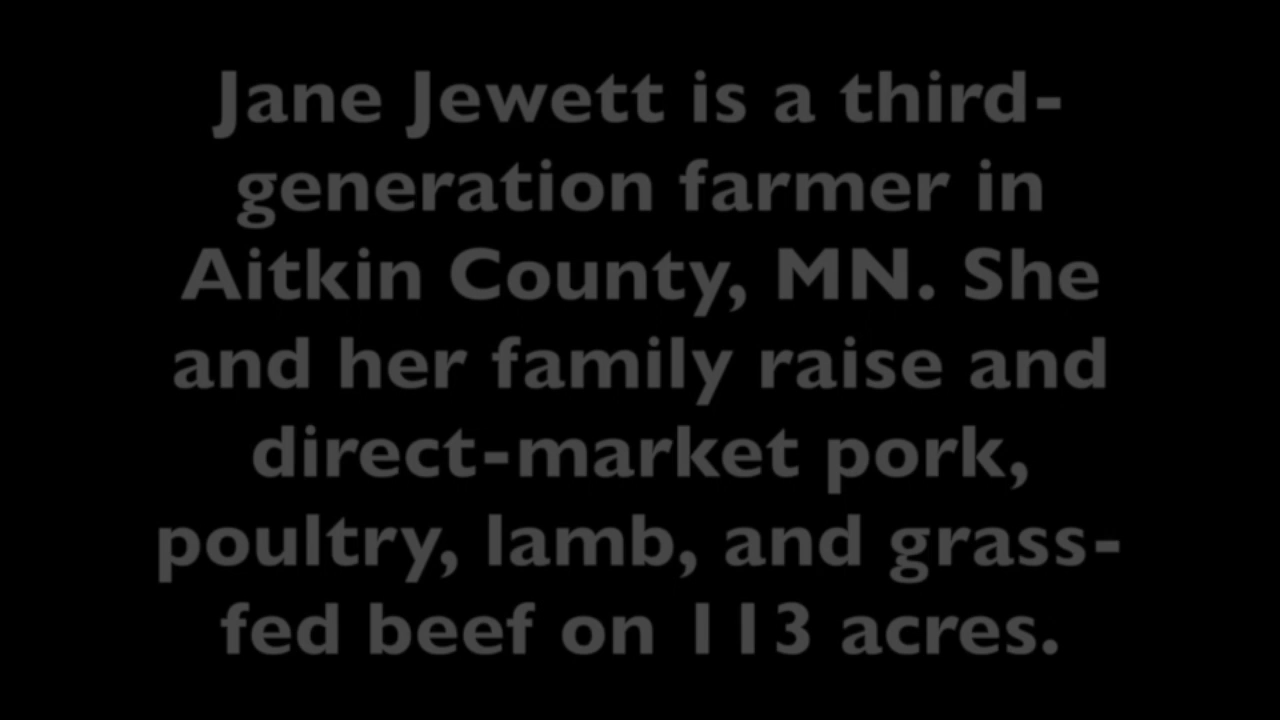 Jane Jewett is a third-
generation farmer in
Aitkin County, MN. She
and her family raise and
direct-market pork,
poultry, lamb, and grass-
fed beef on 113 acres.